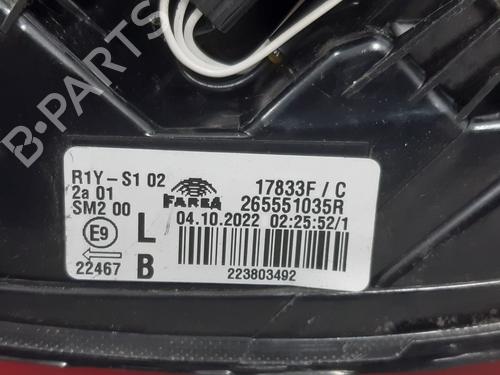 B-PARTS
R1Y-S1 02
2a 01
SM2 00
E9
22467
L
B
FARBA
17833F / C
265551035R
04.10.2022 02:25:52/1
223803492